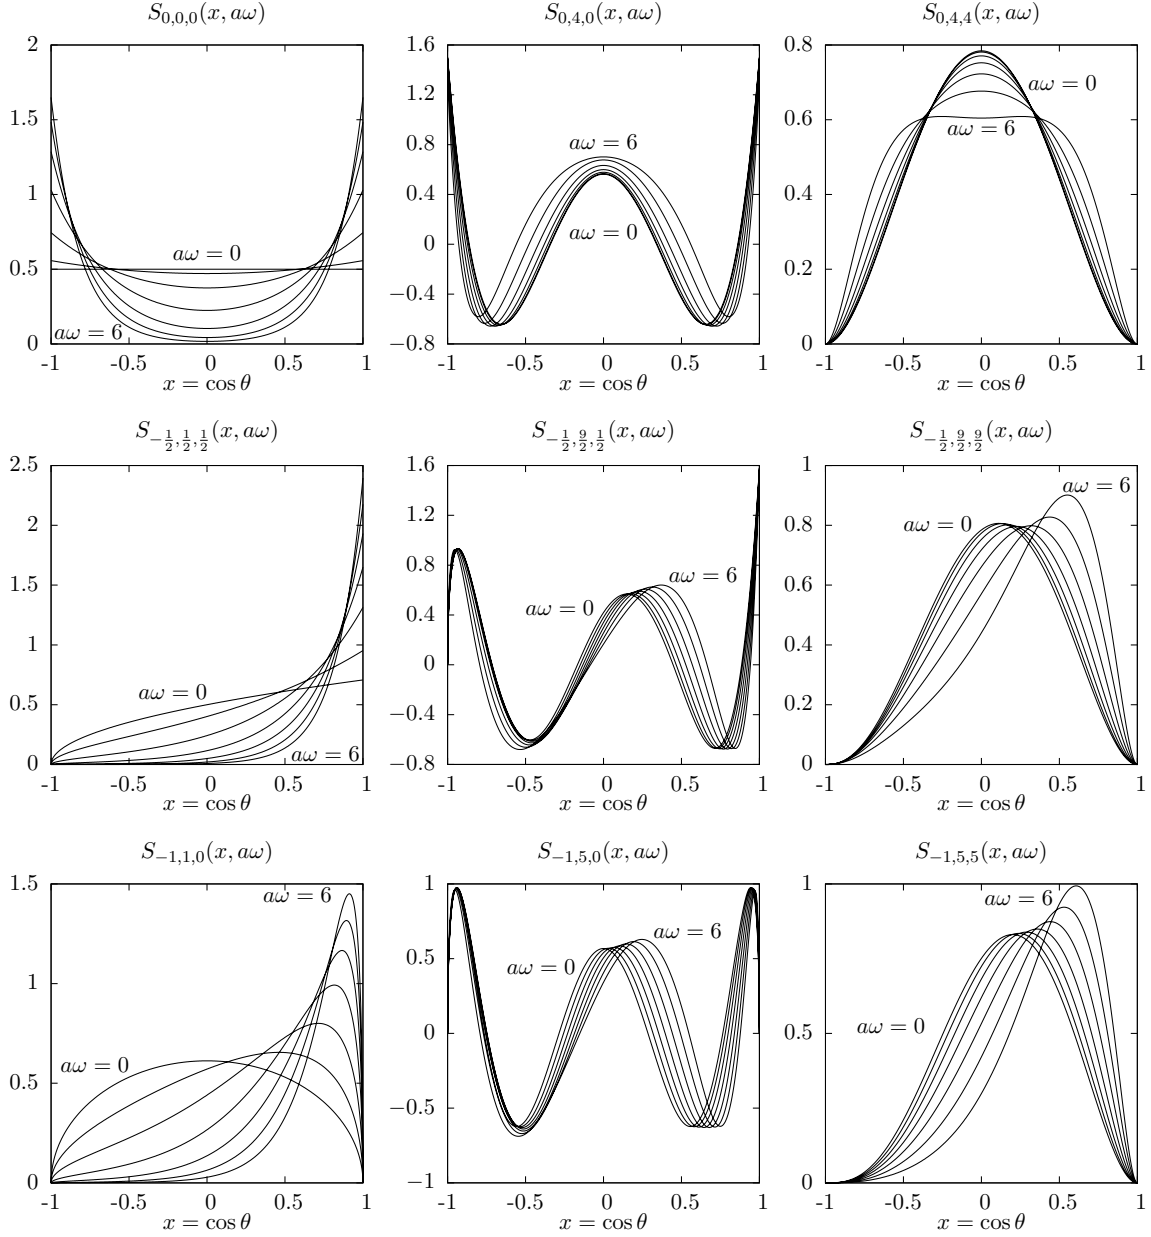 S_{0,0,0}(x, aω)
2
1.5
1
0.5
0
aω = 0
aω = 6
-1 -0.5 0 0.5 1
x = cos θ
S_{0,4,0}(x, aω)
1.6
1.2
0.8
0.4
0
−0.4
−0.8
aω = 6
aω = 0
-1 -0.5 0 0.5 1
x = cos θ
S_{0,4,4}(x, aω)
0.8
0.6
0.4
0.2
0
aω = 0
aω = 6
-1 -0.5 0 0.5 1
x = cos θ
S_{-1/2,1/2,1/2}(x, aω)
2.5
2
1.5
1
0.5
0
aω = 0
aω = 6
-1 -0.5 0 0.5 1
x = cos θ
S_{-1/2,9/2,1/2}(x, aω)
1.6
1.2
0.8
0.4
0
−0.4
−0.8
aω = 6
aω = 0
-1 -0.5 0 0.5 1
x = cos θ
S_{-1/2,9/2,9/2}(x, aω)
1
0.8
0.6
0.4
0.2
0
aω = 6
aω = 0
-1 -0.5 0 0.5 1
x = cos θ
S_{−1,1,0}(x, aω)
1.5
1
0.5
0
aω = 6
aω = 0
-1 -0.5 0 0.5 1
x = cos θ
S_{−1,5,0}(x, aω)
1
0.5
0
−0.5
−1
aω = 6
aω = 0
-1 -0.5 0 0.5 1
x = cos θ
S_{−1,5,5}(x, aω)
1
0.5
0
aω = 6
aω = 0
-1 -0.5 0 0.5 1
x = cos θ